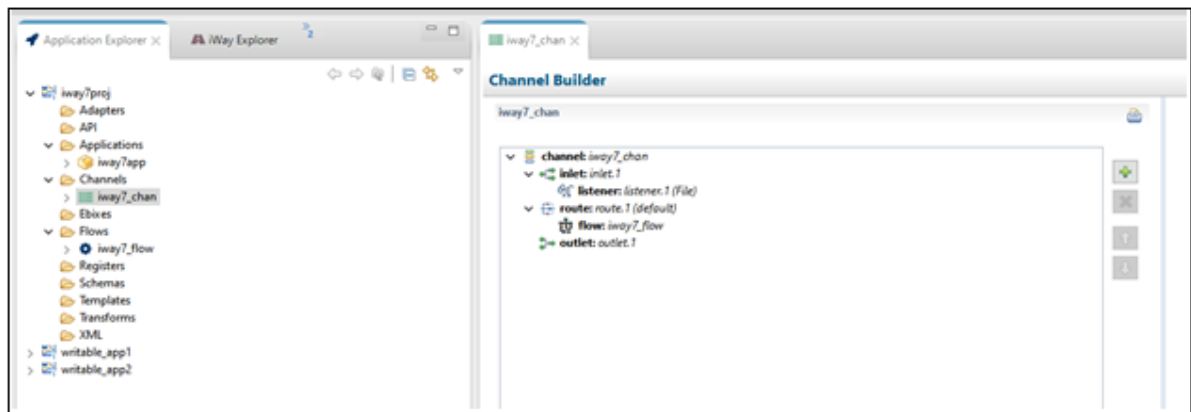 Application Explorer
iWay Explorer
2
iway7proj
Adapters
API
Applications
iway7app
Channels
iway7_chan
Ebixes
Flows
iway7_flow
Registers
Schemas
Templates
Transforms
XML
writable_app1
writable_app2
iway7_chan
Channel Builder
iway7_chan
channel: iway7_chan
inlet: inlet.1
listener: listener.1 (File)
route: route.1 (default)
flow: iway7_flow
outlet: outlet.1